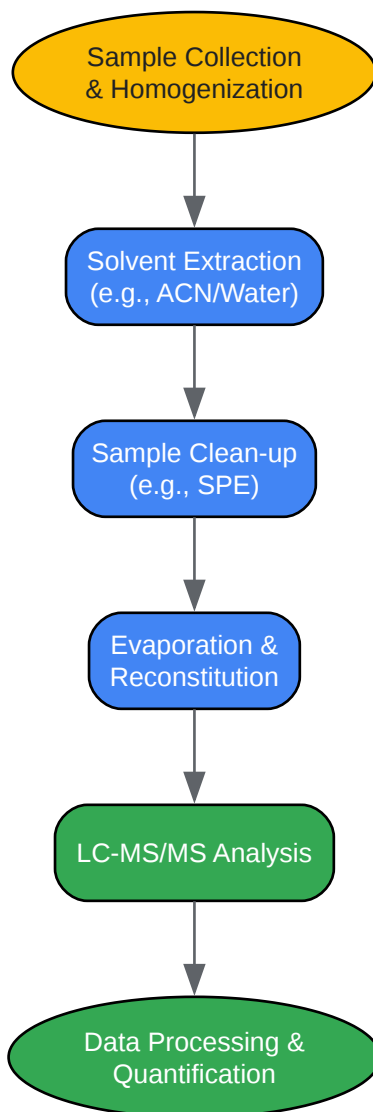 Sample Collection
& Homogenization
Solvent Extraction
(e.g., ACN/Water)
Sample Clean-up
(e.g., SPE)
Evaporation &
Reconstitution
LC-MS/MS Analysis
Data Processing &
Quantification